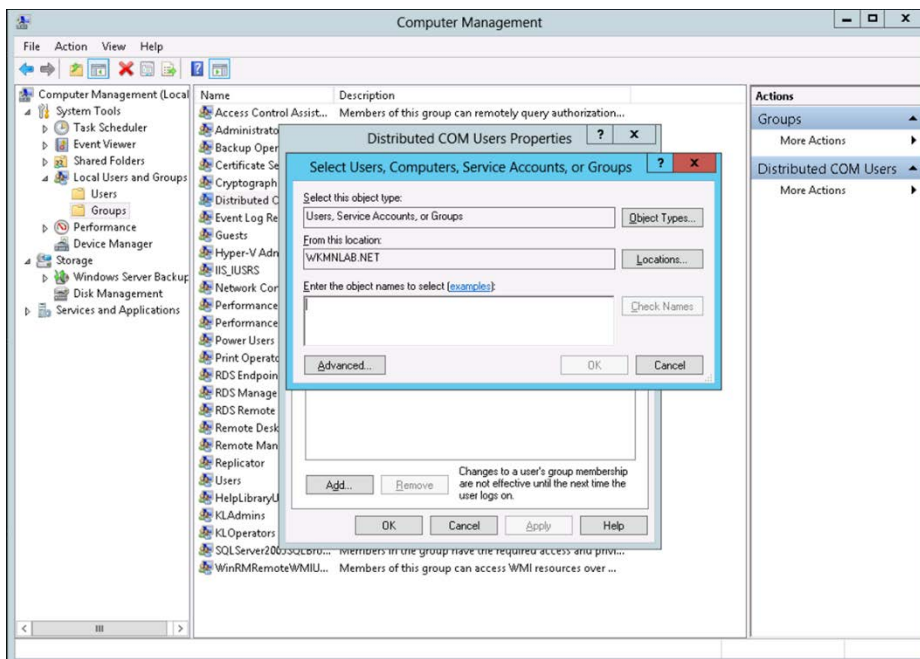 Computer Management
File Action View Help
Computer Management (Local
System Tools
Task Scheduler
Event Viewer
Shared Folders
Local Users and Groups
Users
Groups
Performance
Device Manager
Storage
Windows Server Backup
Disk Management
Services and Applications
Name Description
Access Control Assist... Members of this group can remotely query authorization...
Administrato
Backup Oper
Certificate Se
Cryptograph
Distributed C
Event Log Re
Guests
Hyper-V Adn
IIS_IUSRS
Network Cor
Performance
Performance
Power Users
Print Operato
RDS Endpoin
RDS Manage
RDS Remote
Remote Desk
Remote Man
Replicator
Users
HelpLibraryU
KLAdmins
KLOperators
SQLServer2005SQLBro... Members in the group have the required access and privi...
WinRMRemoteWMIU... Members of this group can access WMI resources over ...
Distributed COM Users Properties ? x
Select Users, Computers, Service Accounts, or Groups ? x
Select this object type:
Users, Service Accounts, or Groups Object Types...
From this location:
WKMNLAB.NET Locations...
Enter the object names to select (examples):
Check Names
Advanced... OK Cancel
Add... Remove
Changes to a user's group membership
are not effective until the next time the
user logs on.
OK Cancel Apply Help
Actions
Groups
More Actions
Distributed COM Users
More Actions